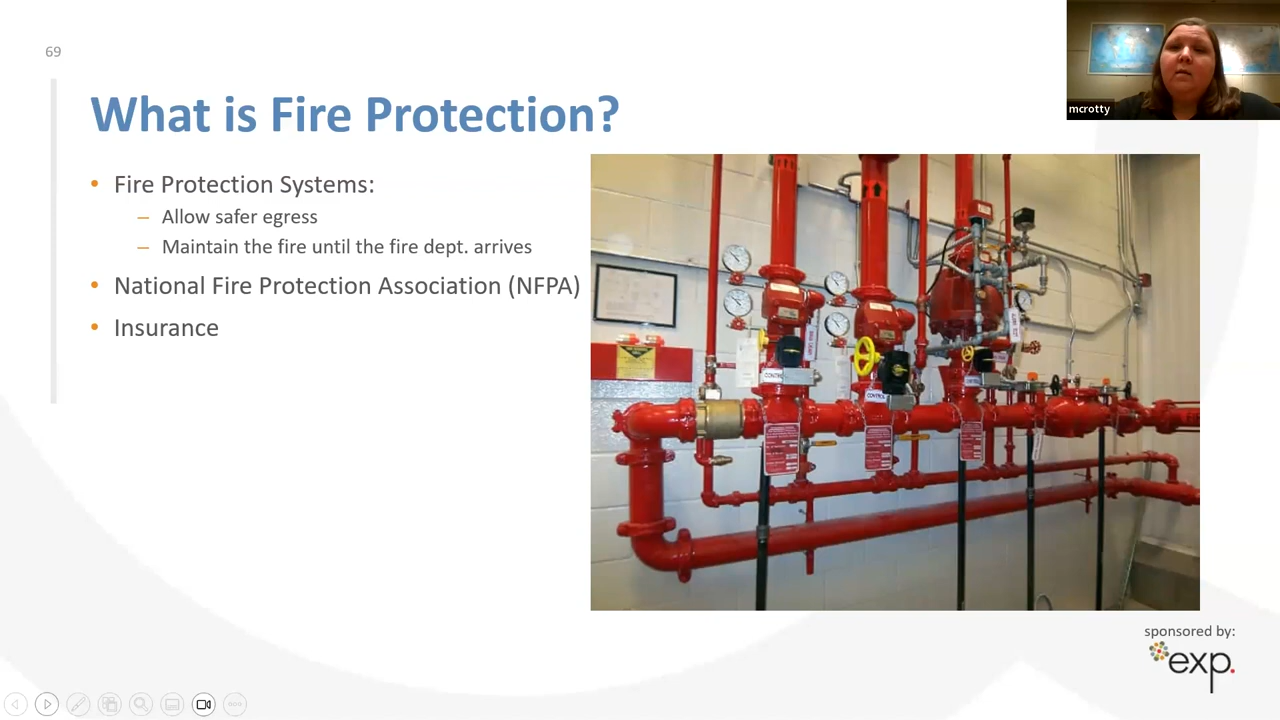 69
mcrotty
What is Fire Protection?
• Fire Protection Systems:
– Allow safer egress
– Maintain the fire until the fire dept. arrives
• National Fire Protection Association (NFPA)
• Insurance
CONTROL
sponsored by:
exp.